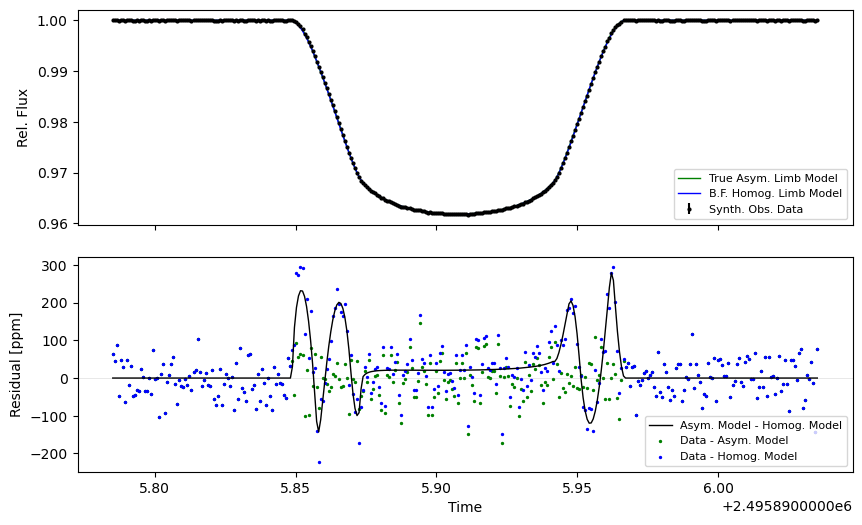 1.00
0.99
0.98
0.97
0.96
Rel. Flux
True Asym. Limb Model
B.F. Homog. Limb Model
Synth. Obs. Data
300
200
100
0
−100
−200
Residual [ppm]
Asym. Model - Homog. Model
Data - Asym. Model
Data - Homog. Model
5.80 5.85 5.90 5.95 6.00
Time
+2.4958900000e6